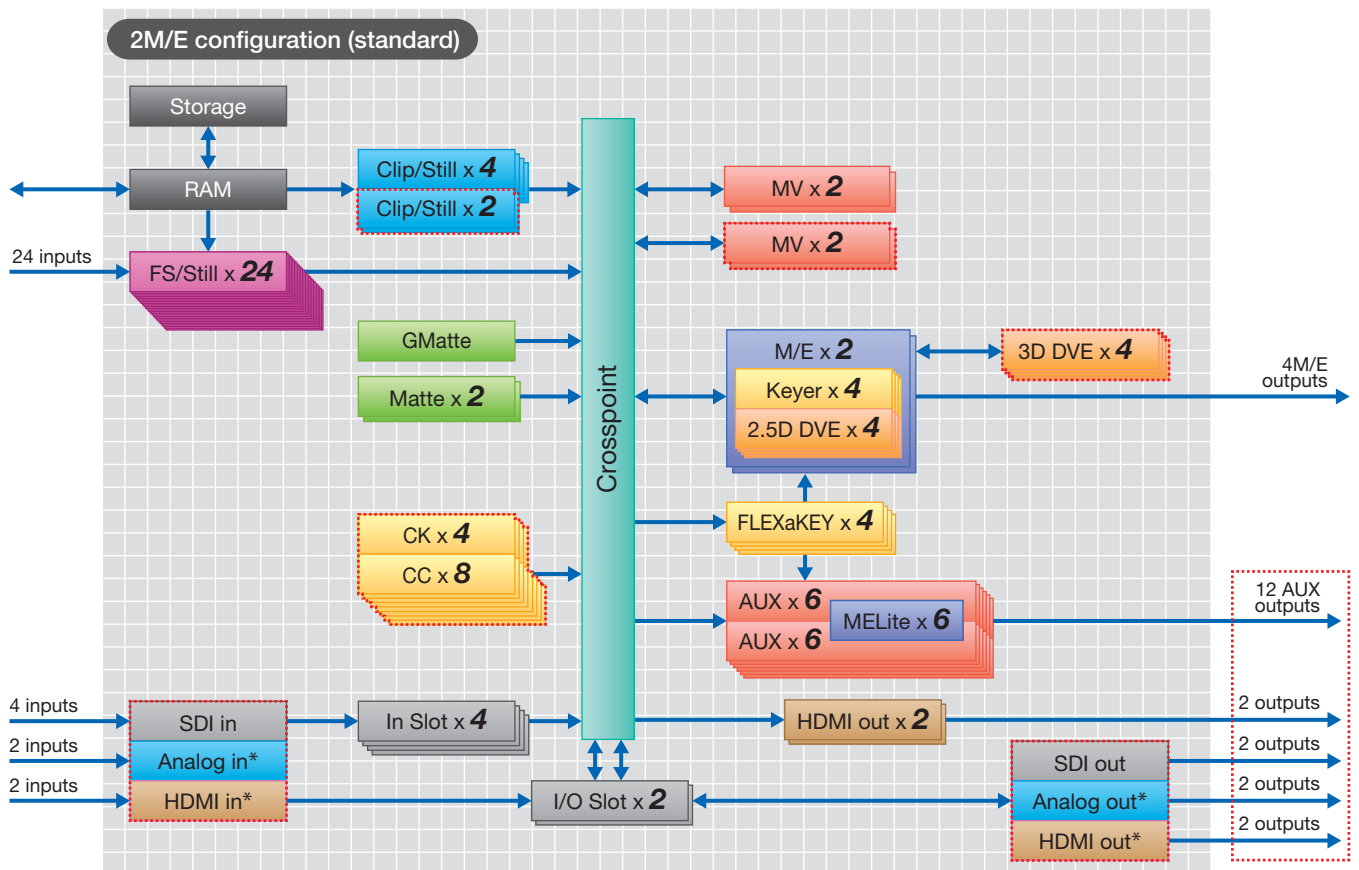 2M/E configuration (standard)
Storage
RAM
Clip/Still x 4
Clip/Still x 2
24 inputs
FS/Still x 24
GMatte
Matte x 2
CK x 4
CC x 8
Crosspoint
MV x 2
MV x 2
M/E x 2
Keyer x 4
2.5D DVE x 4
3D DVE x 4
4M/E
outputs
FLEXaKEY x 4
AUX x 6
MELite x 6
AUX x 6
12 AUX
outputs
4 inputs
2 inputs
2 inputs
SDI in
Analog in*
HDMI in*
In Slot x 4
I/O Slot x 2
HDMI out x 2
2 outputs
SDI out
2 outputs
Analog out*
2 outputs
HDMI out*
2 outputs